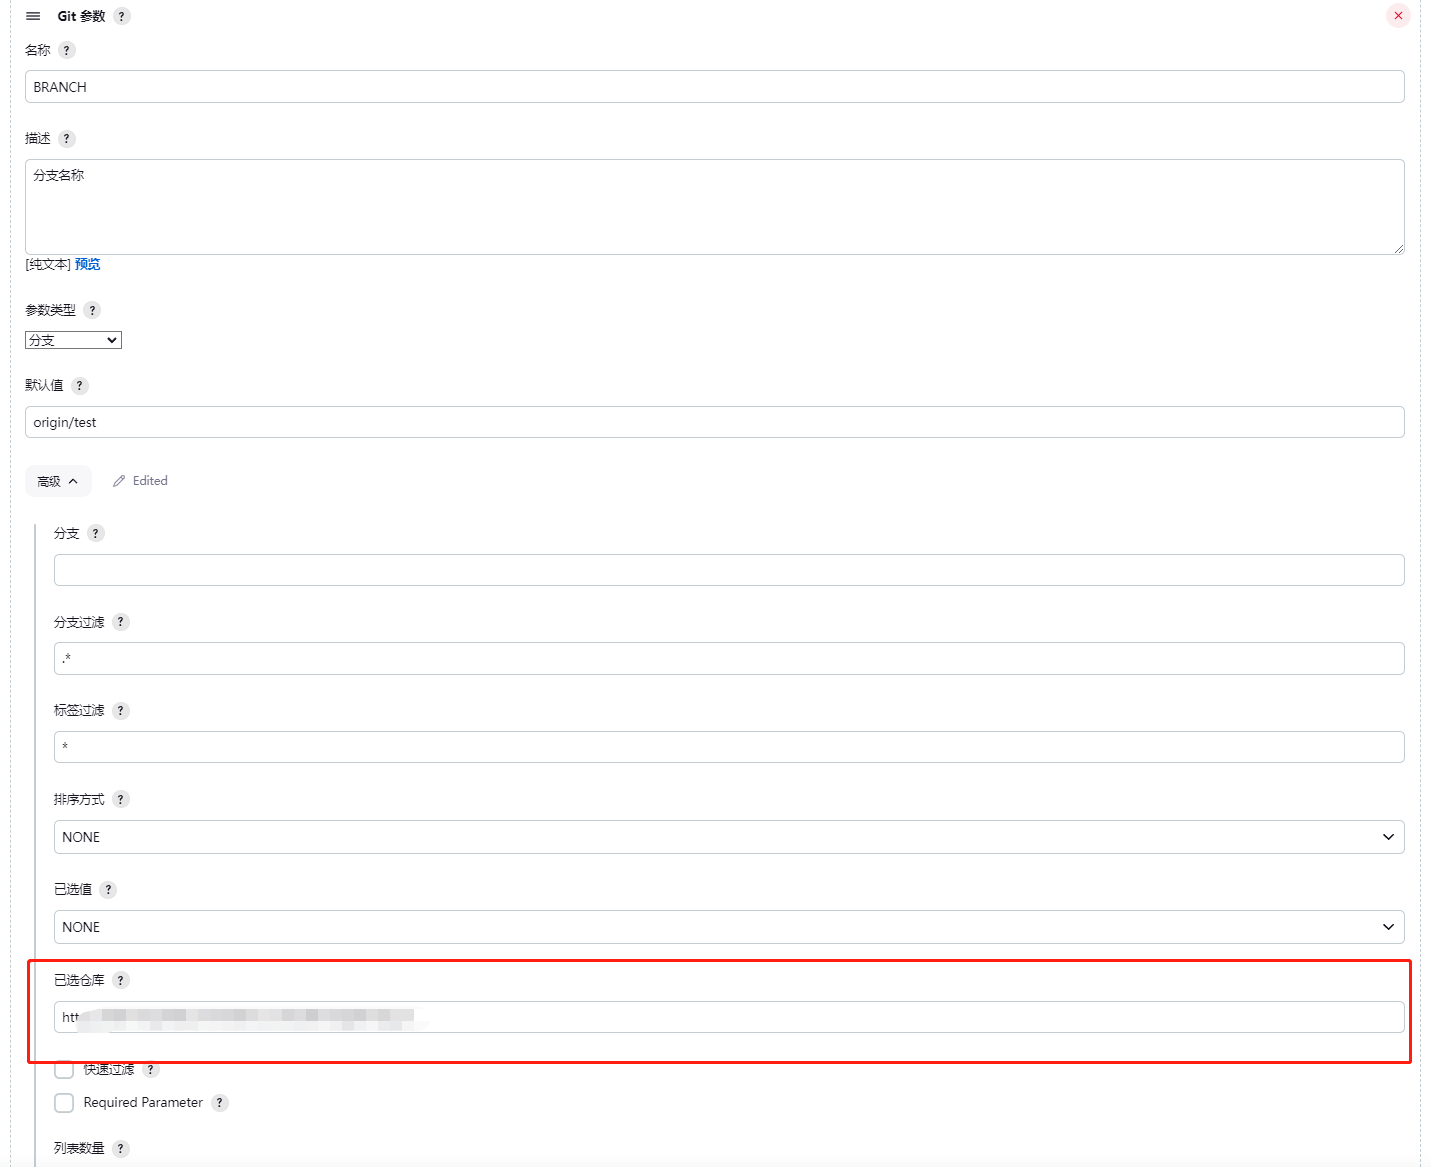 Git 参数 ?
名称 ?
BRANCH
描述 ?
分支名称
[纯文本] 预览
参数类型 ?
分支
默认值 ?
origin/test
高级 Edited
分支 ?
分支过滤 ?
.*
标签过滤 ?
*
排序方式 ?
NONE
已选值 ?
NONE
已选仓库 ?
htt
快速过滤 ?
Required Parameter ?
列表数量 ?